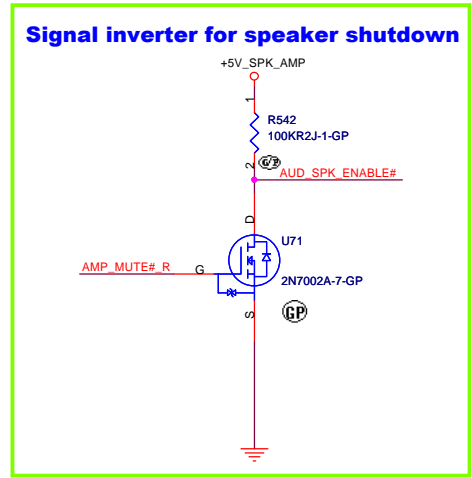 Signal inverter for speaker shutdown
+5V_SPK_AMP
1
R542
100KR2J-1-GP
2
G/P
AUD_SPK_ENABLE#
D
U71
AMP_MUTE#_R
G
2N7002A-7-GP
S
GP